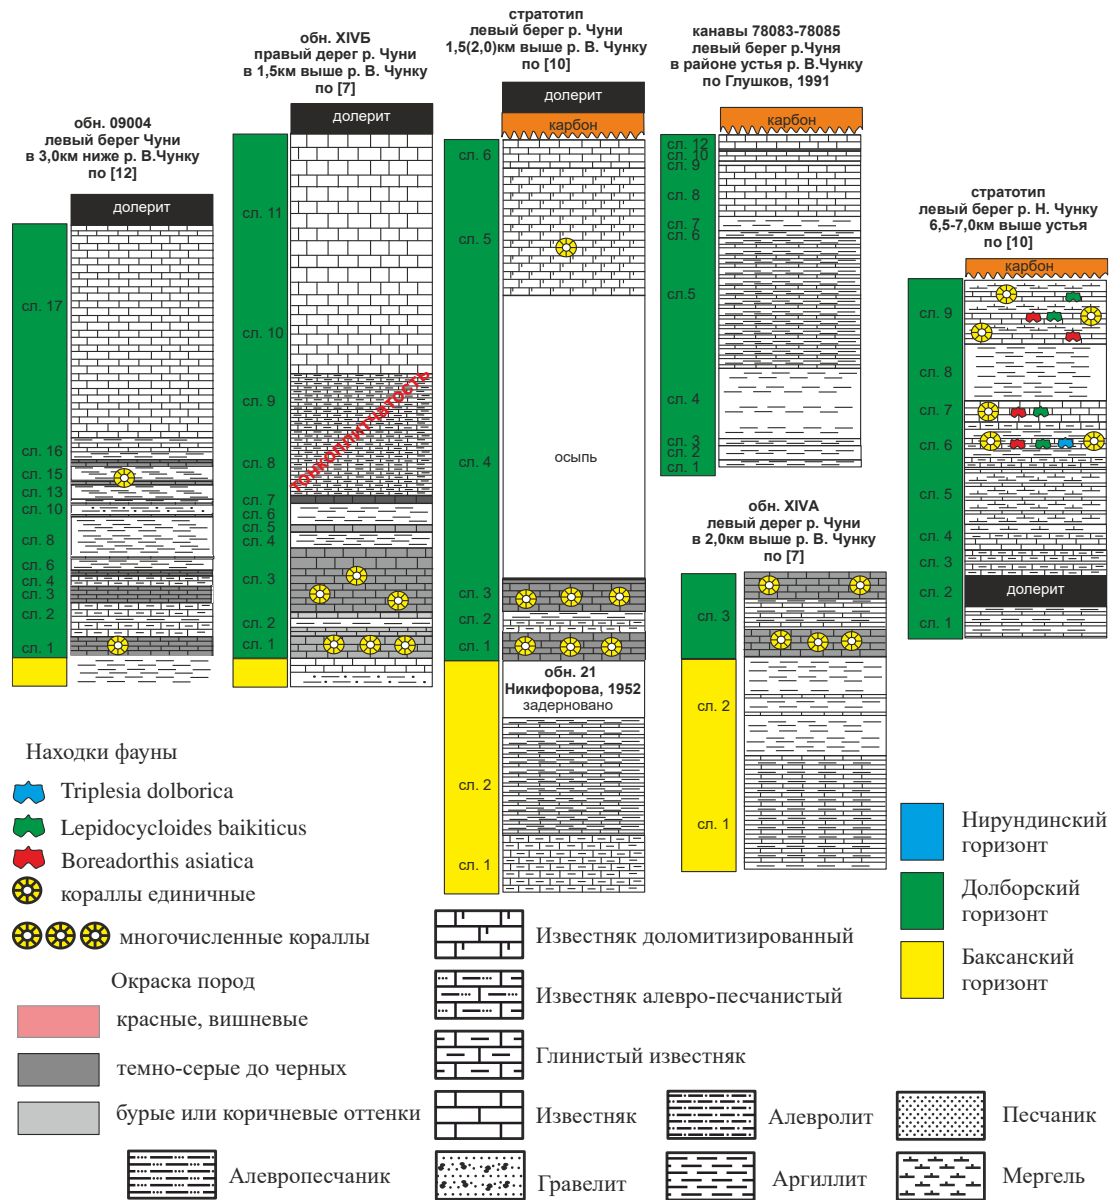 обн. 09004
левый берег Чуни
в 3,0км ниже р. В.Чунку
по [12]
долерит
сл. 17
сл. 16
сл. 15
сл. 13
сл. 10
сл. 8
сл. 6
сл. 4
сл. 3
сл. 2
сл. 1
обн. XIVБ
правый дерег р. Чуни
в 1,5км выше р. В. Чунку
по [7]
долерит
сл. 11
сл. 10
сл. 9
сл. 8
сл. 7
сл. 6
сл. 5
сл. 4
сл. 3
сл. 2
сл. 1
тонкоплитчатость
стратотип
левый берег р. Чуни
1,5(2,0)км выше р. В. Чунку
по [10]
долерит
карбон
сл. 6
сл. 5
сл. 4
осыпь
сл. 3
сл. 2
сл. 1
обн. 21
Никифорова, 1952
задерновано
сл. 2
сл. 1
канавы 78083-78085
левый берег р.Чуня
в районе устья р. В.Чунку
по Глушков, 1991
карбон
сл. 12
сл. 10
сл. 9
сл. 8
сл. 7
сл. 6
сл.5
сл. 4
сл. 3
сл. 2
сл. 1
обн. XIVА
левый дерег р. Чуни
в 2,0км выше р. В. Чунку
по [7]
сл. 3
сл. 2
сл. 1
стратотип
левый берег р. Н. Чунку
6,5-7,0км выше устья
по [10]
карбон
сл. 9
сл. 8
сл. 7
сл. 6
сл. 5
сл. 4
сл. 3
сл. 2
долерит
сл. 1
Находки фауны
Triplesia dolborica
Lepidocycloides baikiticus
Boreadorthis asiatica
кораллы единичные
многочисленные кораллы
Окраска пород
красные, вишневые
темно-серые до черных
бурые или коричневые оттенки
Алевропесчаник
Известняк доломитизированный
Известняк алевро-песчанистый
Глинистый известняк
Известняк
Гравелит
Алевролит
Аргиллит
Песчаник
Мергель
Нирундинский
горизонт
Долборский
горизонт
Баксанский
горизонт